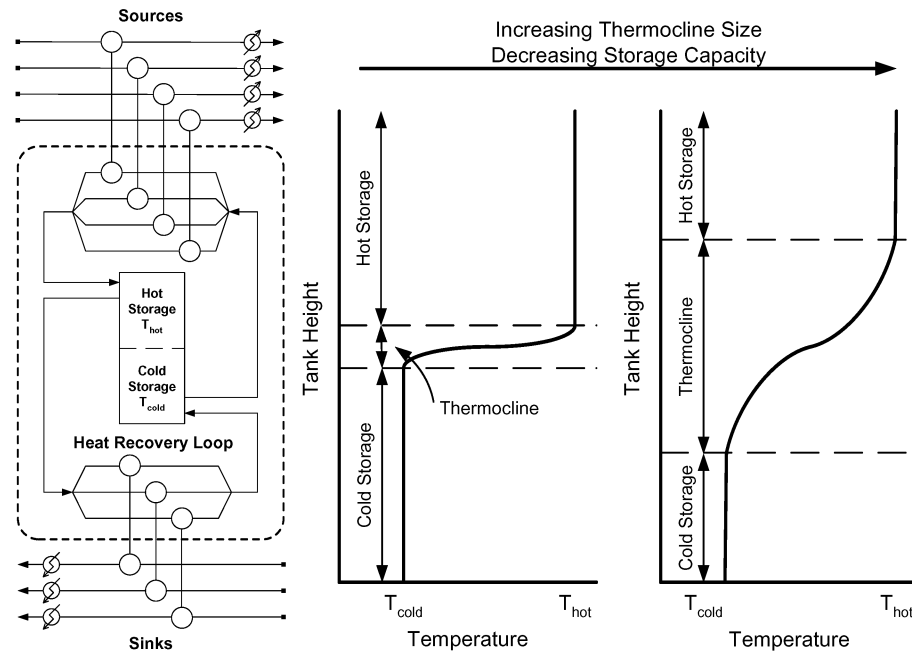 Sources
Hot
Storage
Thot
Cold
Storage
Tcold
Heat Recovery Loop
Sinks
Increasing Thermocline Size
Decreasing Storage Capacity
Tank Height
Hot Storage
Thermocline
Cold Storage
Tcold
Thot
Temperature
Tank Height
Hot Storage
Thermocline
Cold Storage
Tcold
Thot
Temperature